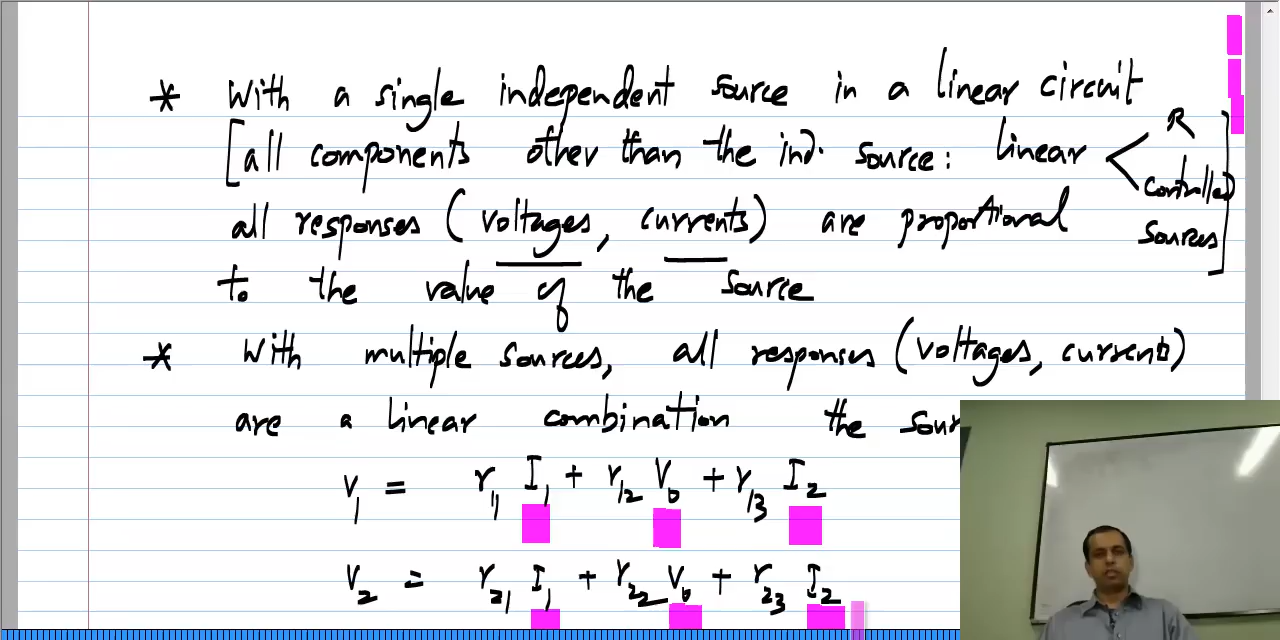 * With a single independent source in a linear circuit
[all components other than the ind. source: linear < R
controlled
sources]
all responses (voltages, currents) are proportional
to the value of the source
* With multiple sources, all responses (voltages, currents)
are a linear combination the
V₁ = r₁₁ I₁ + r₁₂ V₀ + r₁₃ I₂
V₂ = r₂₁ I₁ + r₂₂ V₀ + r₂₃ I₂